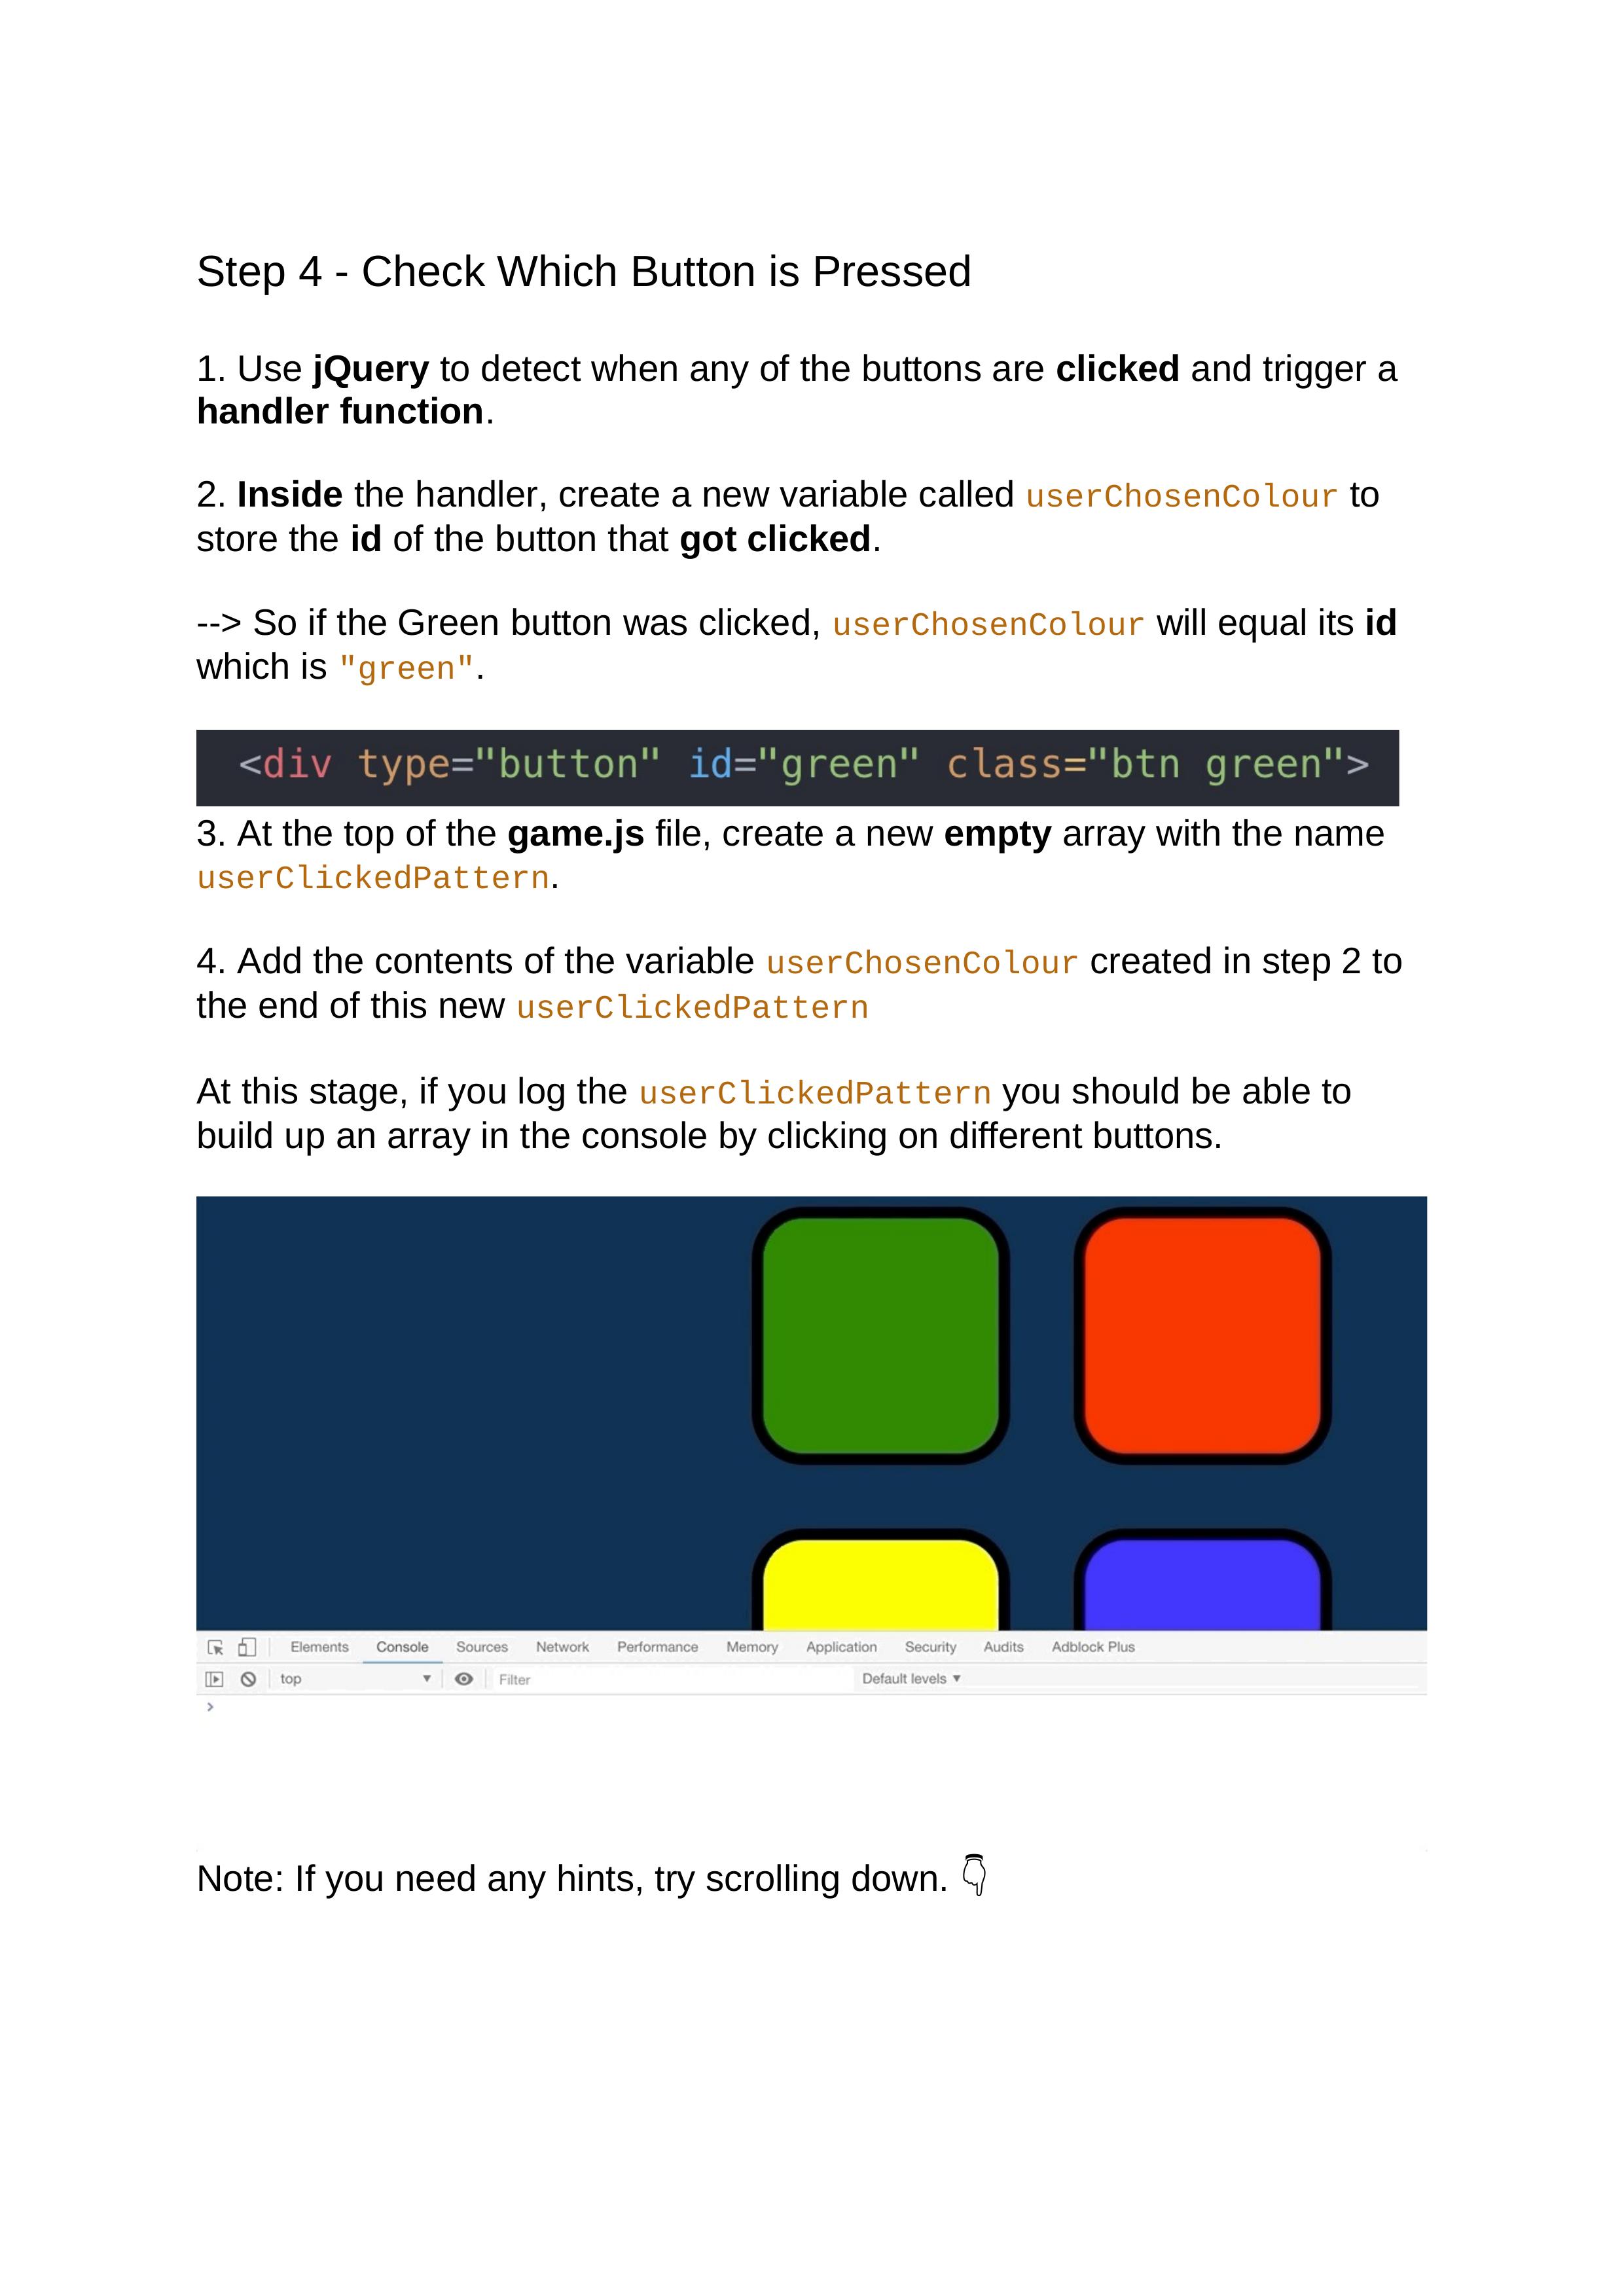 Step 4 - Check Which Button is Pressed
1. Use jQuery to detect when any of the buttons are clicked and trigger a
handler function.
2. Inside the handler, create a new variable called userChosenColour to
store the id of the button that got clicked.
--> So if the Green button was clicked, userChosenColour will equal its id
which is "green".
<div type="button" id="green" class="btn green">
3. At the top of the game.js file, create a new empty array with the name
userClickedPattern.
4. Add the contents of the variable userChosenColour created in step 2 to
the end of this new userClickedPattern
At this stage, if you log the userClickedPattern you should be able to
build up an array in the console by clicking on different buttons.
Elements Console Sources Network Performance Memory Application Security Audits Adblock Plus
top Filter Default levels
Note: If you need any hints, try scrolling down. 👇